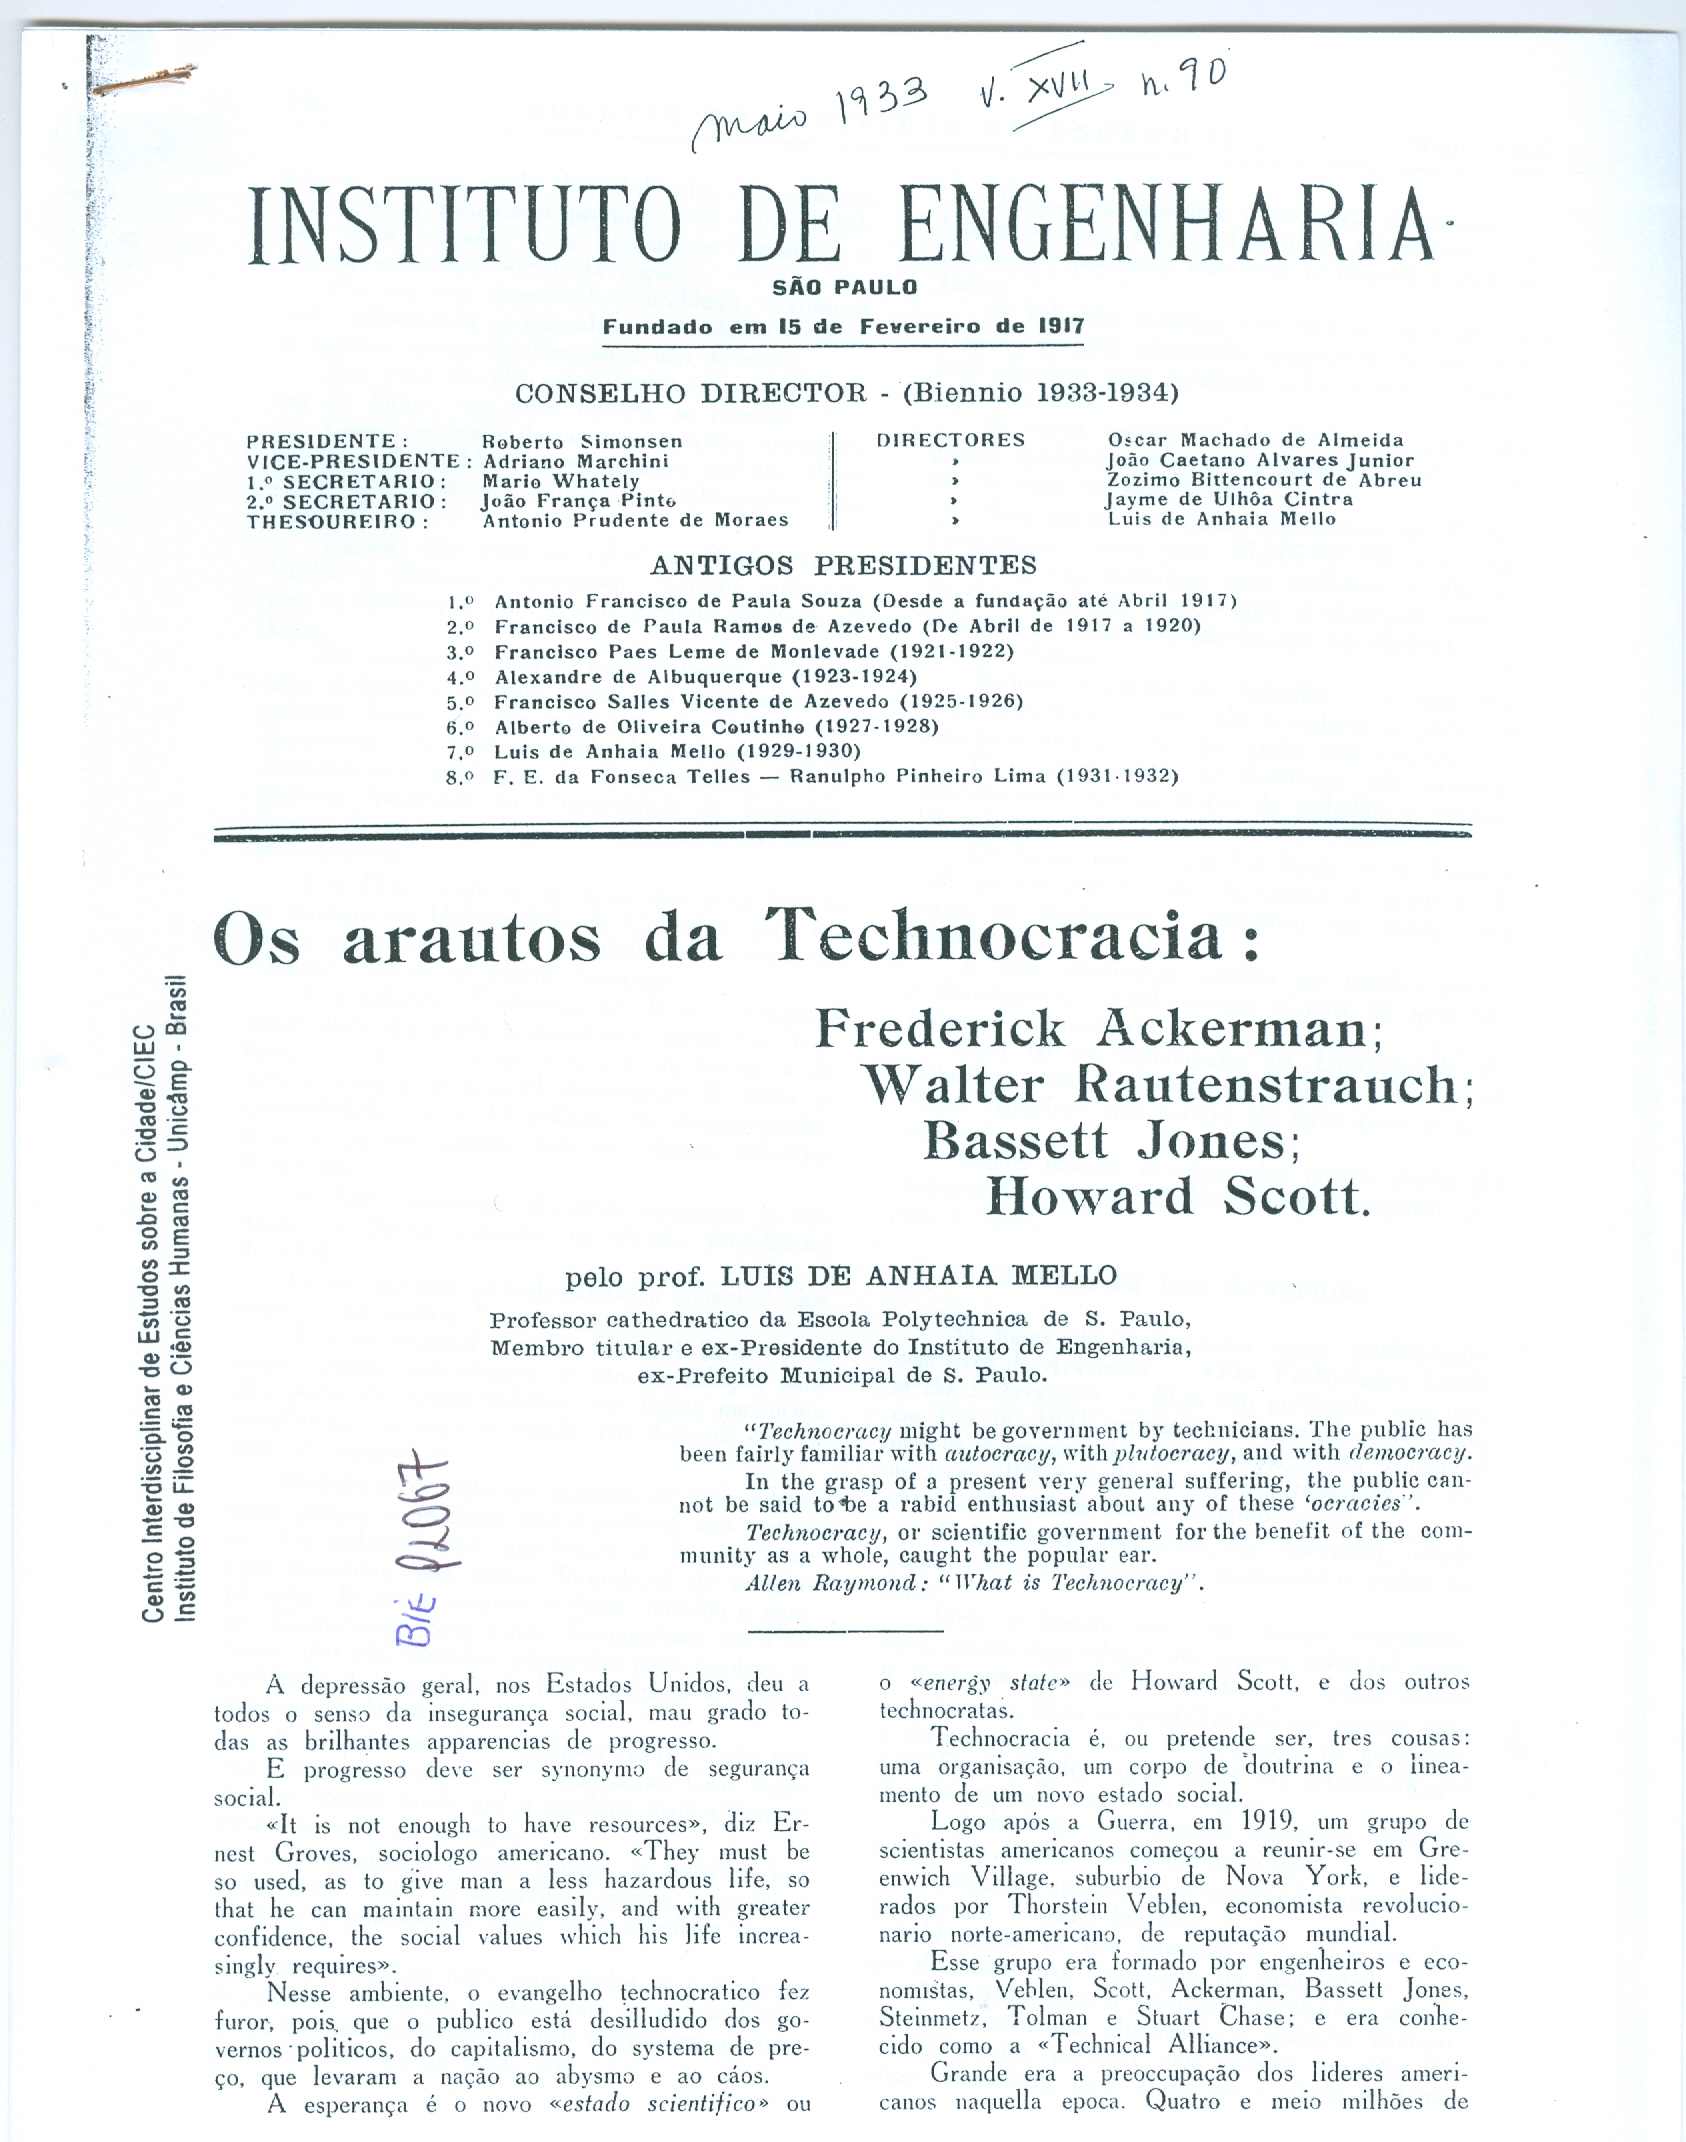 maio 1933 v. XVII n. 90
INSTITUTO DE ENGENHARIA
SÃO PAULO
Fundado em 15 de Fevereiro de 1917
CONSELHO DIRECTOR - (Biennio 1933-1934)
PRESIDENTE : Roberto Simonsen
VICE-PRESIDENTE : Adriano Marchini
1.º SECRETARIO : Mario Whately
2.º SECRETARIO : João França Pinto
THESOUREIRO : Antonio Prudente de Moraes
DIRECTORES Oscar Machado de Almeida
» João Caetano Alvares Junior
» Zozimo Bittencourt de Abreu
» Jayme de Ulhôa Cintra
» Luis de Anhaia Mello
ANTIGOS PRESIDENTES
1.º Antonio Francisco de Paula Souza (Desde a fundação até Abril 1917)
2.º Francisco de Paula Ramos de Azevedo (De Abril de 1917 a 1920)
3.º Francisco Paes Leme de Monlevade (1921-1922)
4.º Alexandre de Albuquerque (1923-1924)
5.º Francisco Salles Vicente de Azevedo (1925-1926)
6.º Alberto de Oliveira Coutinho (1927-1928)
7.º Luis de Anhaia Mello (1929-1930)
8.º F. E. da Fonseca Telles — Ranulpho Pinheiro Lima (1931-1932)
Os arautos da Technocracia :
Frederick Ackerman;
Walter Rautenstrauch;
Bassett Jones;
Howard Scott.
pelo prof. LUIS DE ANHAIA MELLO
Professor cathedratico da Escola Polytechnica de S. Paulo,
Membro titular e ex-Presidente do Instituto de Engenharia,
ex-Prefeito Municipal de S. Paulo.
Centro Interdisciplinar de Estudos sobre a Cidade/CIEC
Instituto de Filosofia e Ciências Humanas - Unicamp - Brasil
BIE P2067
"Technocracy might be government by technicians. The public has
been fairly familiar with autocracy, with plutocracy, and with democracy.
In the grasp of a present very general suffering, the public can-
not be said to be a rabid enthusiast about any of these 'ocracies".
Technocracy, or scientific government for the benefit of the com-
munity as a whole, caught the popular ear.
Allen Raymond : "What is Technocracy".
A depressão geral, nos Estados Unidos, deu a
todos o senso da insegurança social, mau grado to-
das as brilhantes apparencias de progresso.
E progresso deve ser synonymo de segurança
social.
«It is not enough to have resources», diz Er-
nest Groves, sociologo americano. «They must be
so used, as to give man a less hazardous life, so
that he can maintain more easily, and with greater
confidence, the social values which his life increa-
singly requires».
Nesse ambiente, o evangelho technocratico fez
furor, pois que o publico está desilludido dos go-
vernos politicos, do capitalismo, do systema de pre-
ço, que levaram a nação ao abysmo e ao cáos.
A esperança é o novo «estado scientifico» ou
o «energy state» de Howard Scott, e dos outros
technocratas.
Technocracia é, ou pretende ser, tres cousas:
uma organisação, um corpo de doutrina e o linea-
mento de um novo estado social.
Logo após a Guerra, em 1919, um grupo de
scientistas americanos começou a reunir-se em Gre-
enwich Village, suburbio de Nova York, e lide-
rados por Thorstein Veblen, economista revolucio-
nario norte-americano, de reputação mundial.
Esse grupo era formado por engenheiros e eco-
nomistas, Veblen, Scott, Ackerman, Bassett Jones,
Steinmetz, Tolman e Stuart Chase; e era conhe-
cido como a «Technical Alliance».
Grande era a preoccupação dos lideres ameri-
canos naquella epoca. Quatro e meio milhões de